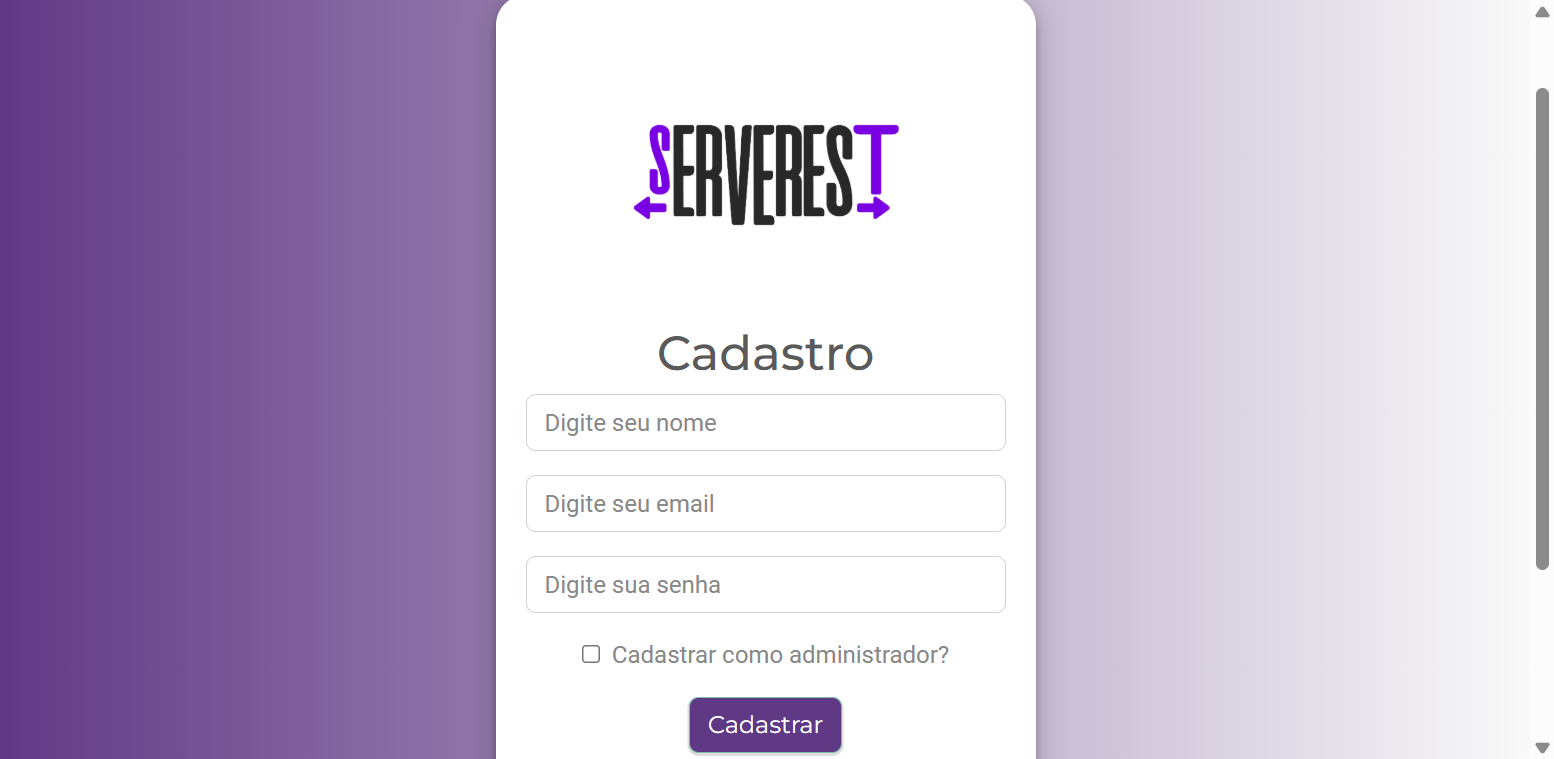 SERVEREST
Cadastro
Digite seu nome
Digite seu email
Digite sua senha
Cadastrar como administrador?
Cadastrar